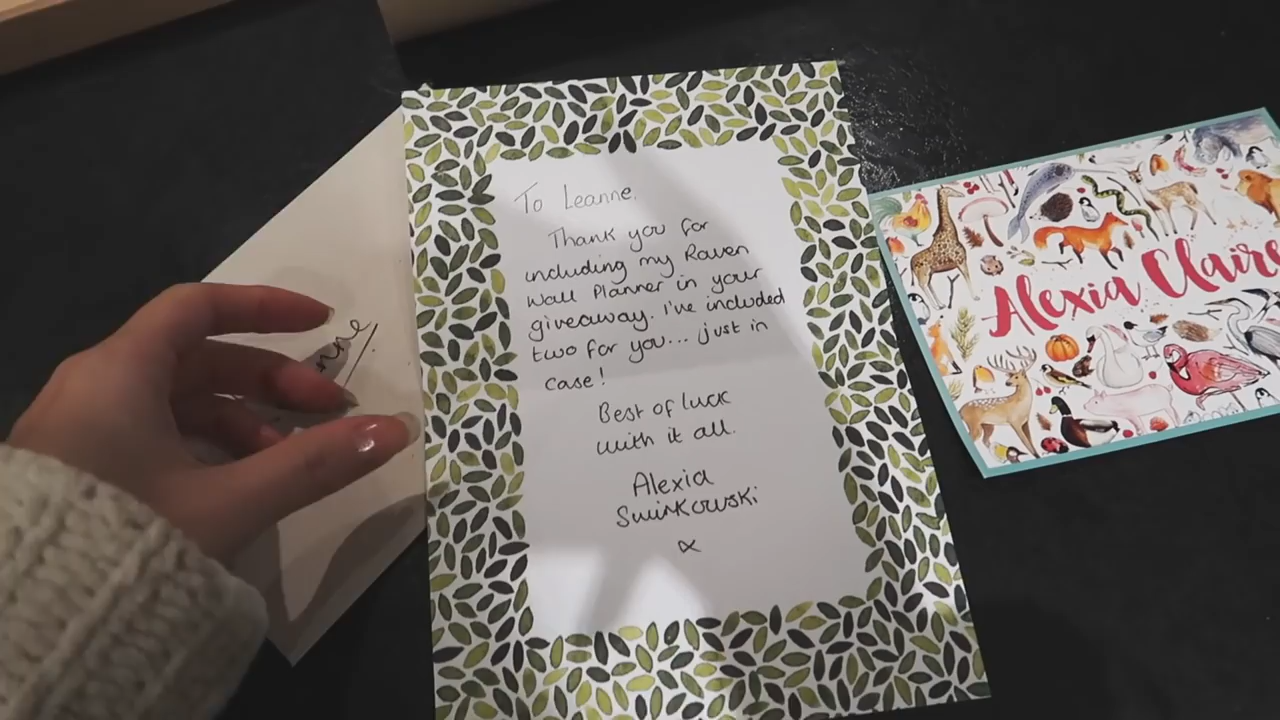 To Leanne,
Thank you for
including my Raven
Wall Planner in your
giveaway. I've included
two for you... just in
case!
Best of luck
with it all.
Alexia
Swinkowski
x
Alexia Claire